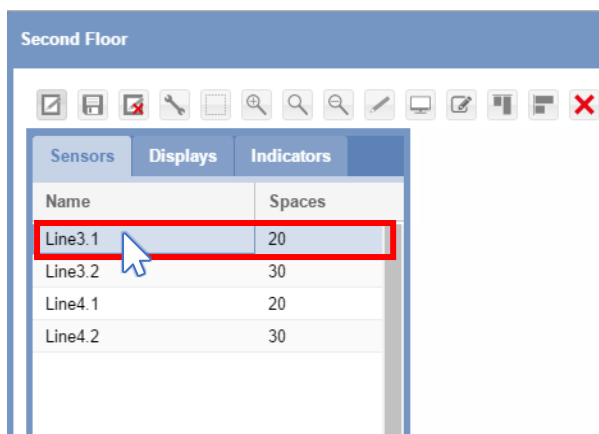 Second Floor
Sensors Displays Indicators
Name Spaces
Line3.1 20
Line3.2 30
Line4.1 20
Line4.2 30